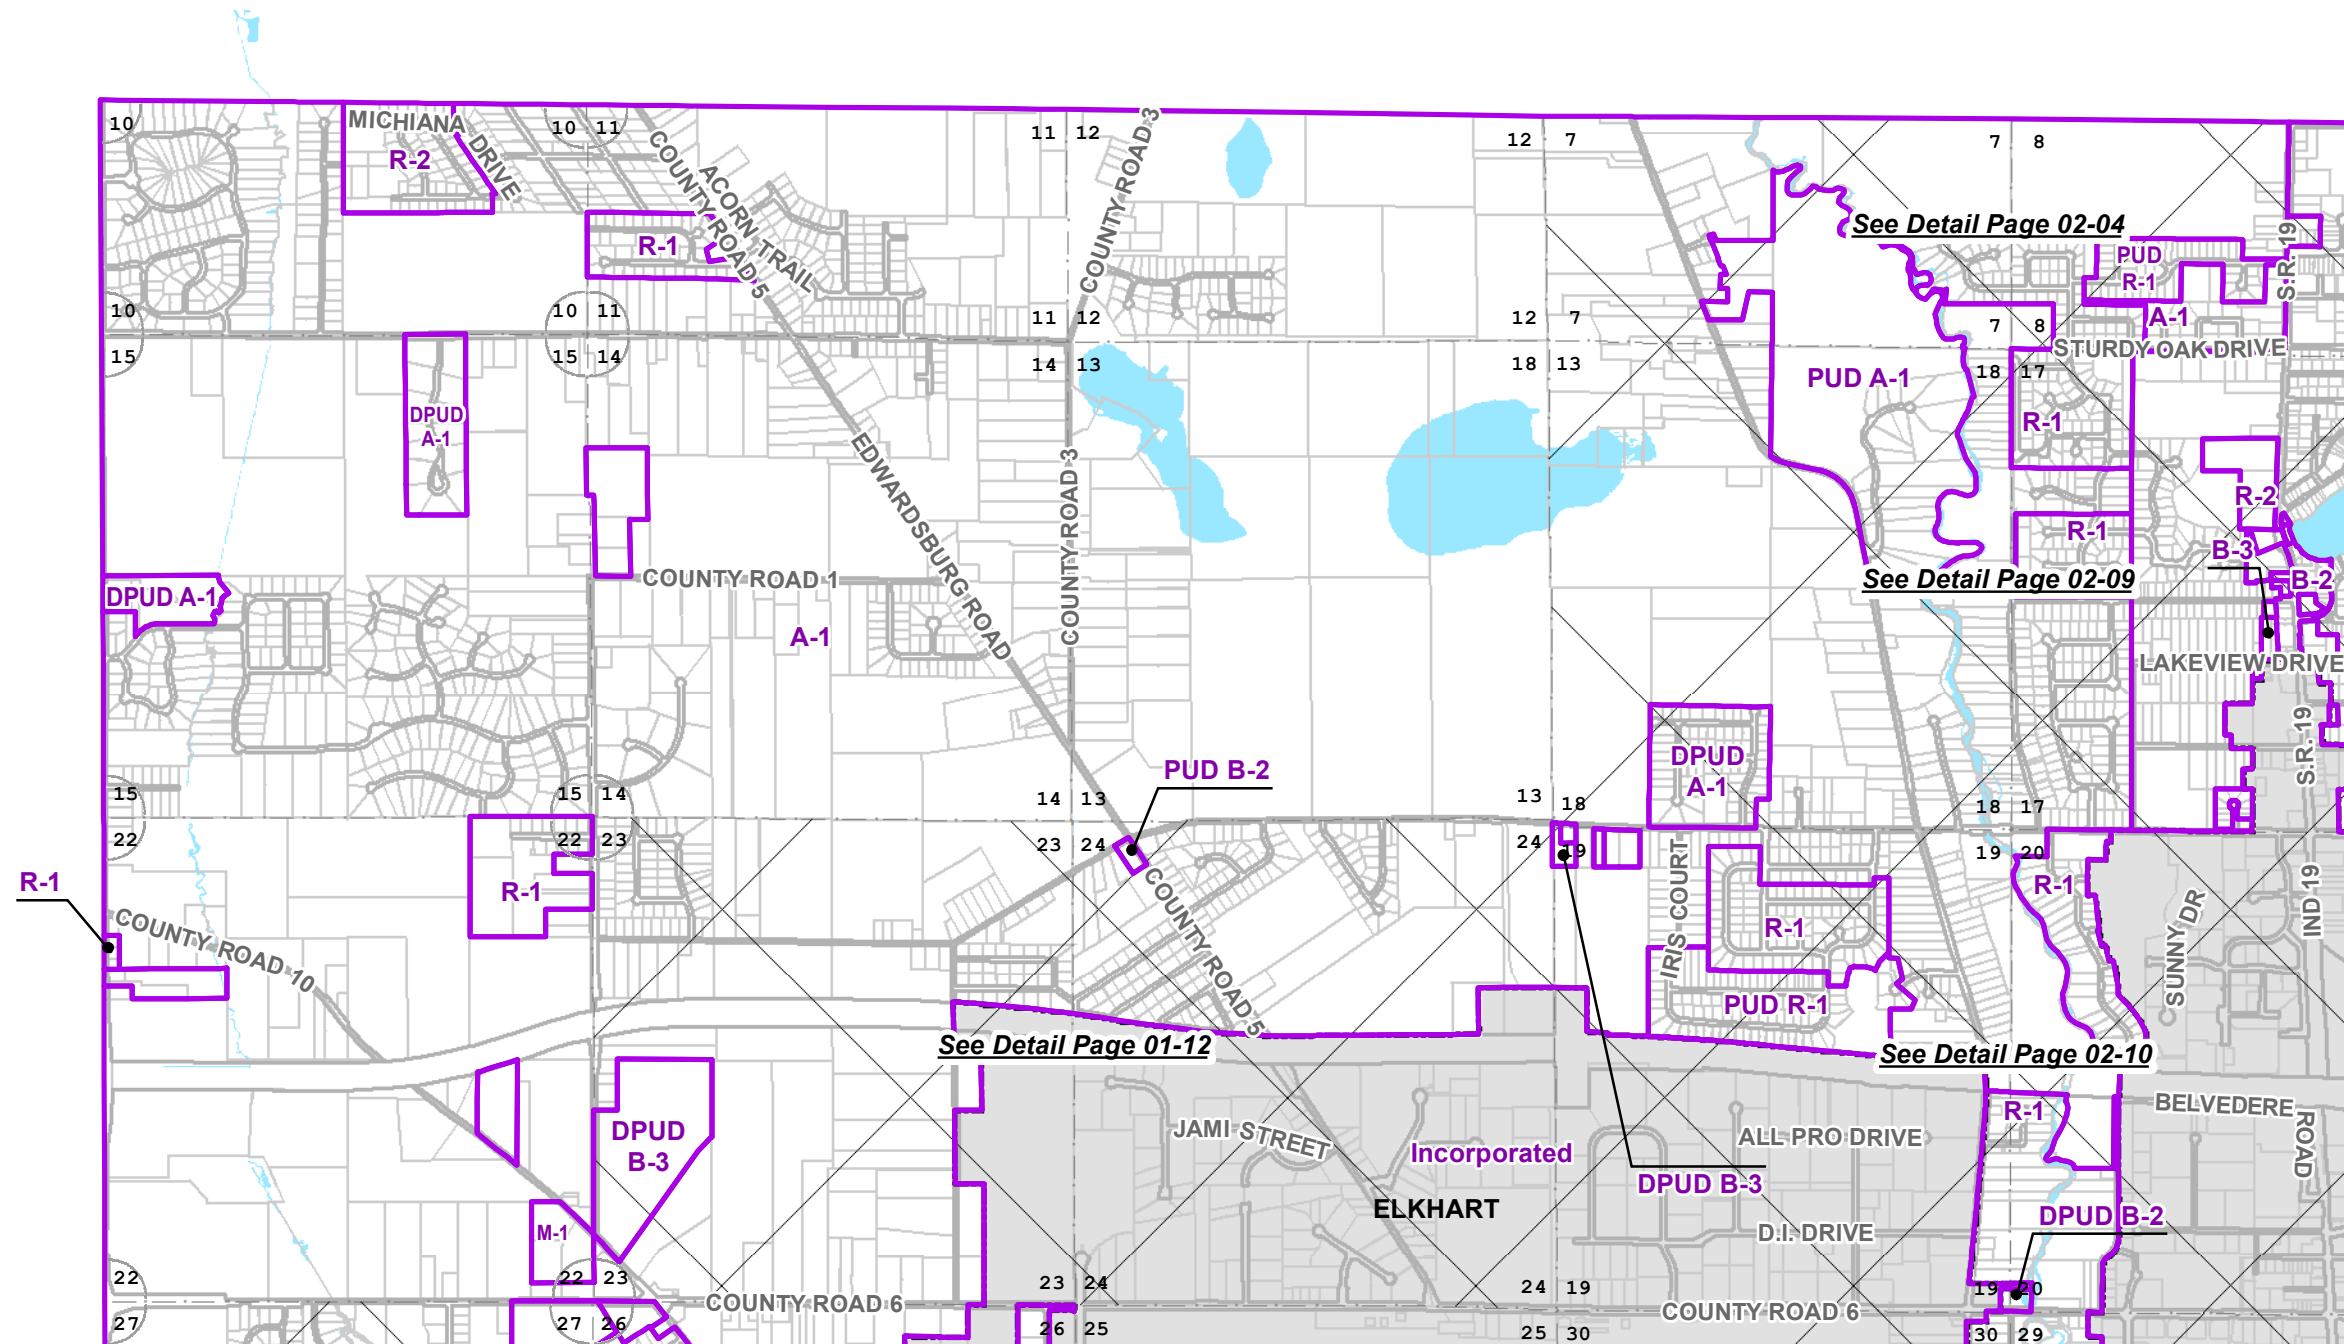 10
MICHIANA DRIVE
R-2
10 11
COUNTY ROAD 5
ACORN TRAIL
11 12
COUNTY ROAD 3
12 7
7 8
See Detail Page 02-04
S.R. 19
R-1
PUD
R-1
A-1
10
10 11
11 12
12 7
7 8
STURDY OAK DRIVE
15
15 14
14 13
18 13
18 17
PUD A-1
DPUD
A-1
R-1
EDWARDSBURG ROAD
COUNTY ROAD 3
R-2
R-1
B-3
B-2
See Detail Page 02-09
COUNTY ROAD 1
DPUD A-1
A-1
LAKEVIEW DRIVE
S.R. 19
DPUD
A-1
PUD B-2
15
15 14
14 13
13 18
18 17
22
22 23
23 24
24 19
19 20
R-1
R-1
COUNTY ROAD 10
COUNTY ROAD 5
IRIS COURT
R-1
PUD R-1
R-1
SUNNY DR
IND 19
See Detail Page 01-12
See Detail Page 02-10
DPUD
B-3
M-1
JAMI STREET
Incorporated
ELKHART
ALL PRO DRIVE
DPUD B-3
D.I. DRIVE
R-1
BELVEDERE ROAD
DPUD B-2
22
22 23
23 24
24 19
19 20
COUNTY ROAD 6
COUNTY ROAD 6
27
27 26
26 25
25 30
30 29